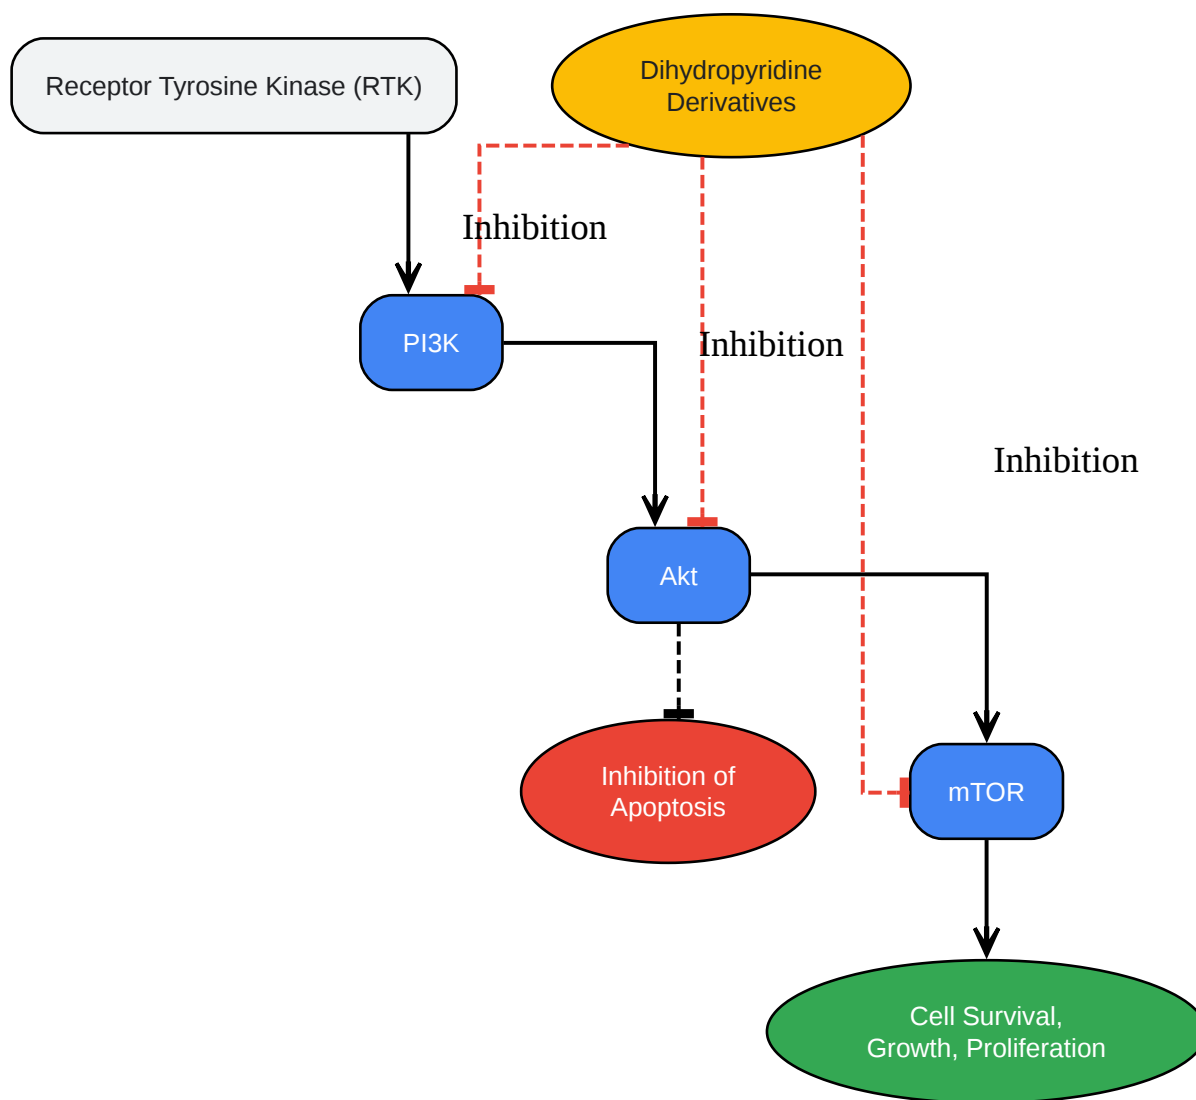 Receptor Tyrosine Kinase (RTK)
Dihydropyridine
Derivatives
Inhibition
PI3K
Inhibition
Inhibition
Akt
Inhibition of
Apoptosis
mTOR
Cell Survival,
Growth, Proliferation